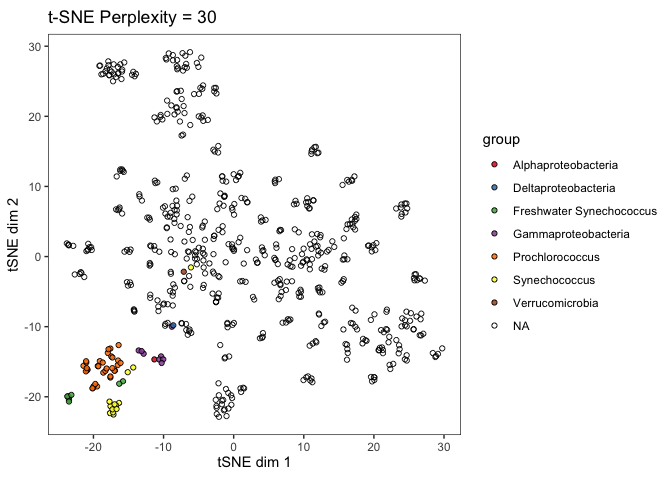 t-SNE Perplexity = 30
30
20
10
0
-10
-20
tSNE dim 2
-20
-10
0
10
20
30
tSNE dim 1
group
Alphaproteobacteria
Deltaproteobacteria
Freshwater Synechococcus
Gammaproteobacteria
Prochlorococcus
Synechococcus
Verrucomicrobia
NA